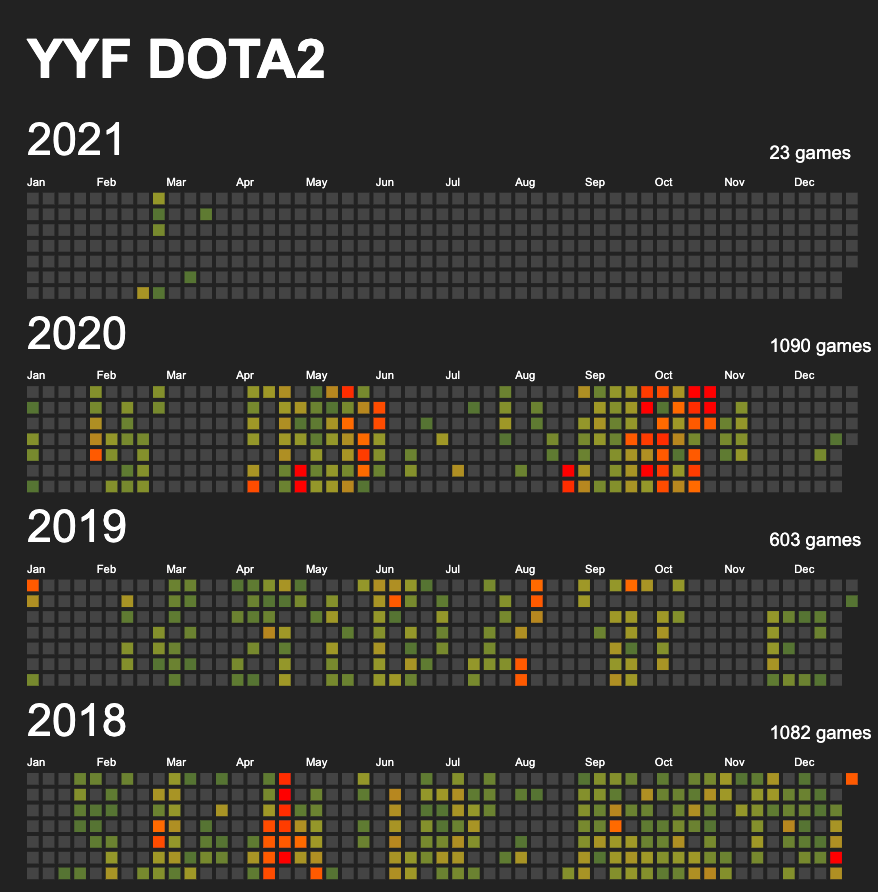 YYF DOTA2
2021
23 games
Jan Feb Mar Apr May Jun Jul Aug Sep Oct Nov Dec
2020
1090 games
Jan Feb Mar Apr May Jun Jul Aug Sep Oct Nov Dec
2019
603 games
Jan Feb Mar Apr May Jun Jul Aug Sep Oct Nov Dec
2018
1082 games
Jan Feb Mar Apr May Jun Jul Aug Sep Oct Nov Dec